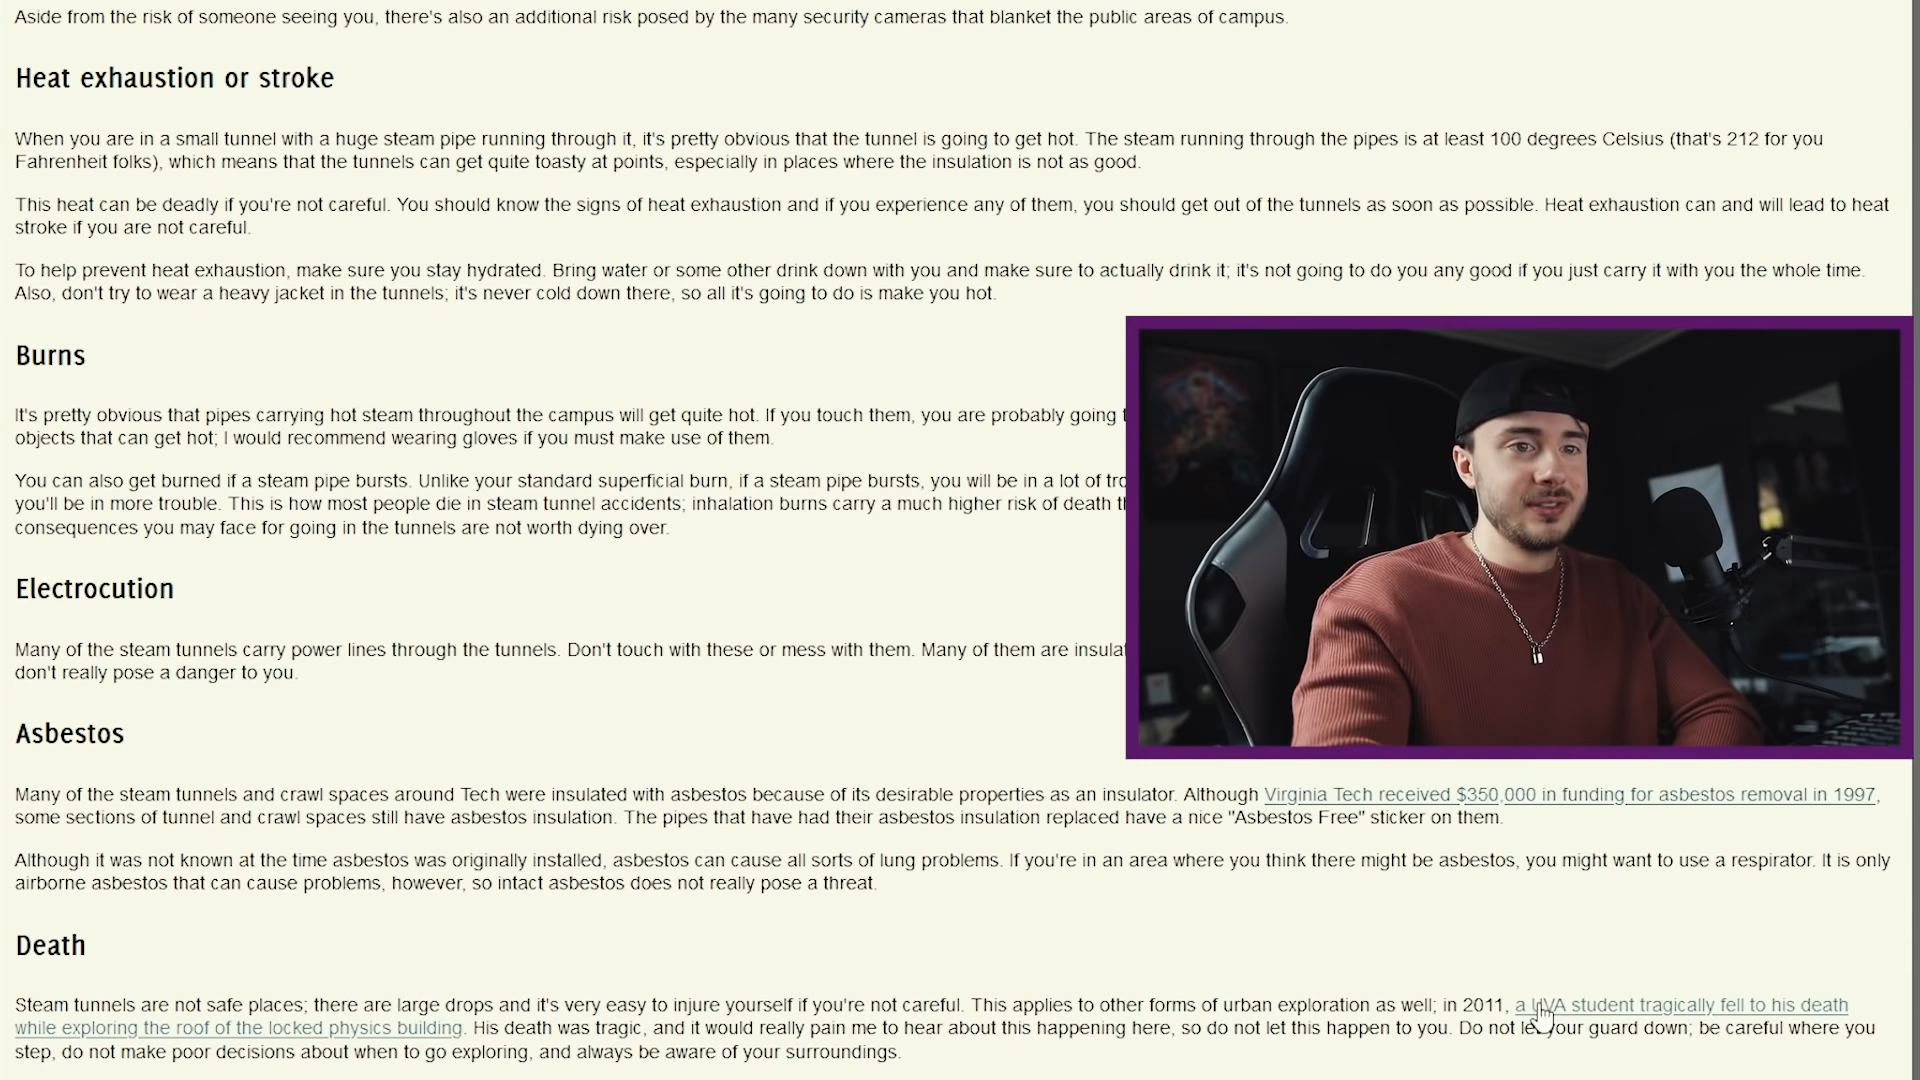 Aside from the risk of someone seeing you, there's also an additional risk posed by the many security cameras that blanket the public areas of campus.
Heat exhaustion or stroke
When you are in a small tunnel with a huge steam pipe running through it, it's pretty obvious that the tunnel is going to get hot. The steam running through the pipes is at least 100 degrees Celsius (that's 212 for you
Fahrenheit folks), which means that the tunnels can get quite toasty at points, especially in places where the insulation is not as good.
This heat can be deadly if you're not careful. You should know the signs of heat exhaustion and if you experience any of them, you should get out of the tunnels as soon as possible. Heat exhaustion can and will lead to heat
stroke if you are not careful.
To help prevent heat exhaustion, make sure you stay hydrated. Bring water or some other drink down with you and make sure to actually drink it; it's not going to do you any good if you just carry it with you the whole time.
Also, don't try to wear a heavy jacket in the tunnels; it's never cold down there, so all it's going to do is make you hot.
Burns
It's pretty obvious that pipes carrying hot steam throughout the campus will get quite hot. If you touch them, you are probably going
objects that can get hot; I would recommend wearing gloves if you must make use of them.
You can also get burned if a steam pipe bursts. Unlike your standard superficial burn, if a steam pipe bursts, you will be in a lot of
you'll be in more trouble. This is how most people die in steam tunnel accidents; inhalation burns carry a much higher risk of death
consequences you may face for going in the tunnels are not worth dying over.
Electrocution
Many of the steam tunnels carry power lines through the tunnels. Don't touch with these or mess with them. Many of them are
don't really pose a danger to you.
Asbestos
Many of the steam tunnels and crawl spaces around Tech were insulated with asbestos because of its desirable properties as an insulator. Although Virginia Tech received $350,000 in funding for asbestos removal in 1997,
some sections of tunnel and crawl spaces still have asbestos insulation. The pipes that have had their asbestos insulation replaced have a nice "Asbestos Free" sticker on them.
Although it was not known at the time asbestos was originally installed, asbestos can cause all sorts of lung problems. If you're in an area where you think there might be asbestos, you might want to use a respirator. It is only
airborne asbestos that can cause problems, however, so intact asbestos does not really pose a threat.
Death
Steam tunnels are not safe places; there are large drops and it's very easy to injure yourself if you're not careful. This applies to other forms of urban exploration as well; in 2011, a UVA student tragically fell to his death
while exploring the roof of the locked physics building. His death was tragic, and it would really pain me to hear about this happening here, so do not let this happen to you. Do not let your guard down; be careful where you
step, do not make poor decisions about when to go exploring, and always be aware of your surroundings.